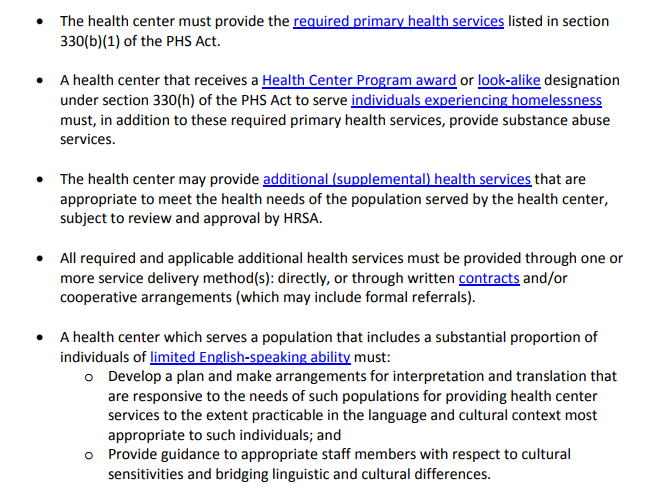 • The health center must provide the required primary health services listed in section
330(b)(1) of the PHS Act.
• A health center that receives a Health Center Program award or look-alike designation
under section 330(h) of the PHS Act to serve individuals experiencing homelessness
must, in addition to these required primary health services, provide substance abuse
services.
• The health center may provide additional (supplemental) health services that are
appropriate to meet the health needs of the population served by the health center,
subject to review and approval by HRSA.
• All required and applicable additional health services must be provided through one or
more service delivery method(s): directly, or through written contracts and/or
cooperative arrangements (which may include formal referrals).
• A health center which serves a population that includes a substantial proportion of
individuals of limited English-speaking ability must:
o Develop a plan and make arrangements for interpretation and translation that
are responsive to the needs of such populations for providing health center
services to the extent practicable in the language and cultural context most
appropriate to such individuals; and
o Provide guidance to appropriate staff members with respect to cultural
sensitivities and bridging linguistic and cultural differences.